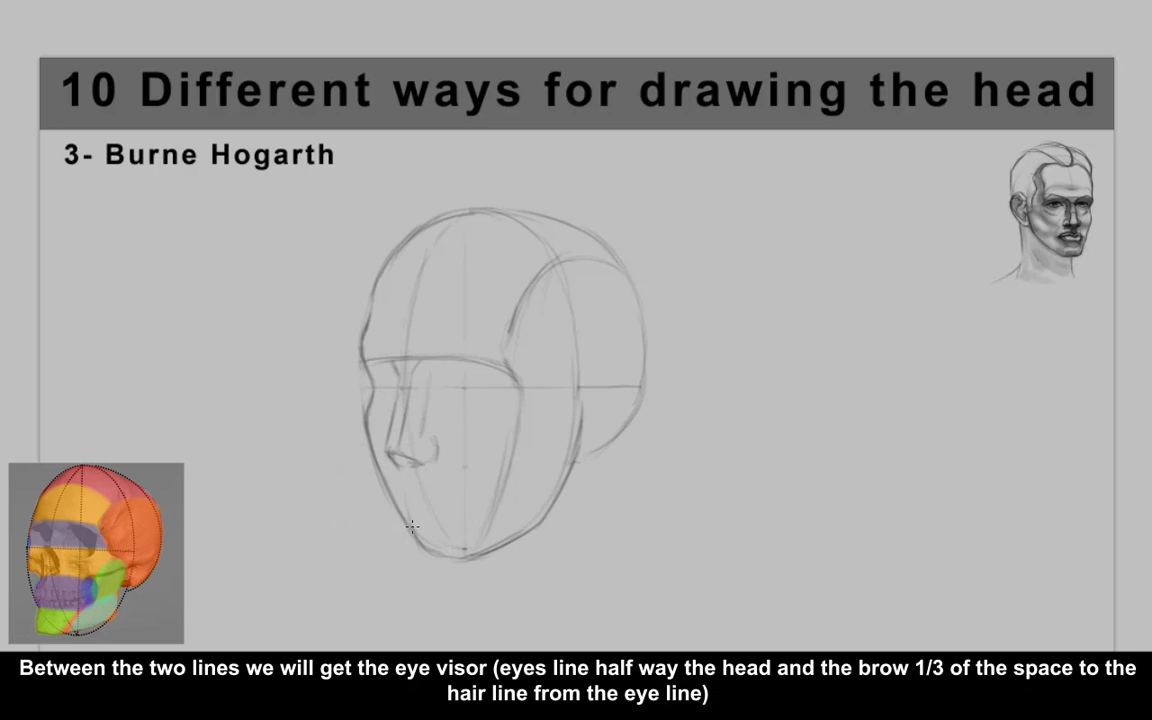 10 Different ways for drawing the head
3- Burne Hogarth
Between the two lines we will get the eye visor (eyes line half way the head and the brow 1/3 of the space to the
hair line from the eye line)